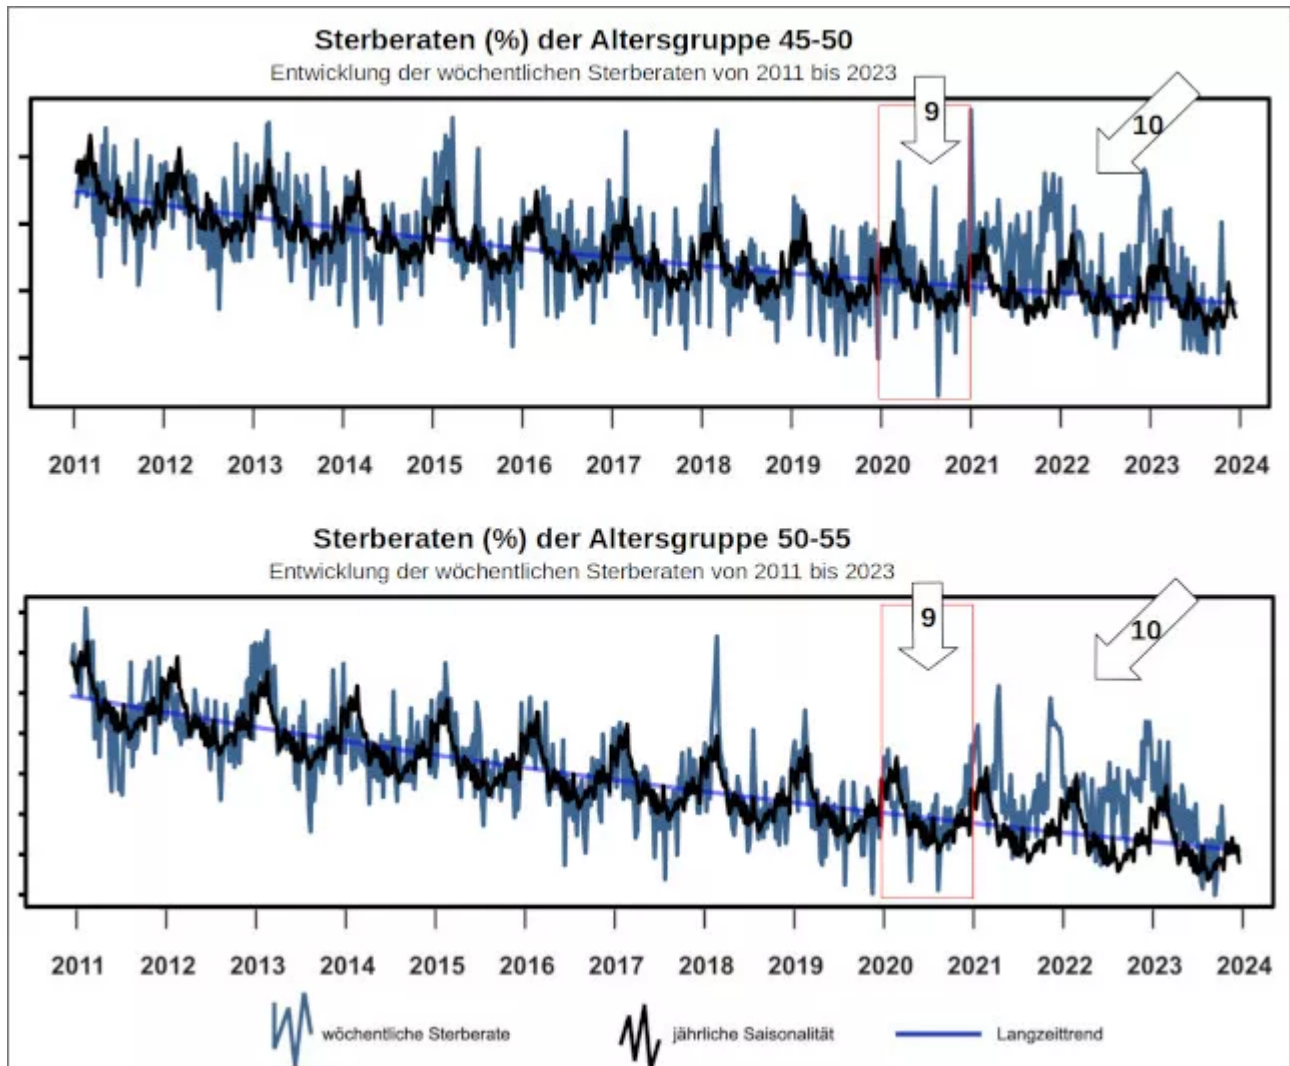 Sterberaten (%) der Altersgruppe 45-50
Entwicklung der wöchentlichen Sterberaten von 2011 bis 2023
9
10
2011 2012 2013 2014 2015 2016 2017 2018 2019 2020 2021 2022 2023 2024
Sterberaten (%) der Altersgruppe 50-55
Entwicklung der wöchentlichen Sterberaten von 2011 bis 2023
9
10
2011 2012 2013 2014 2015 2016 2017 2018 2019 2020 2021 2022 2023 2024
wöchentliche Sterberate jährliche Saisonalität Langzeittrend